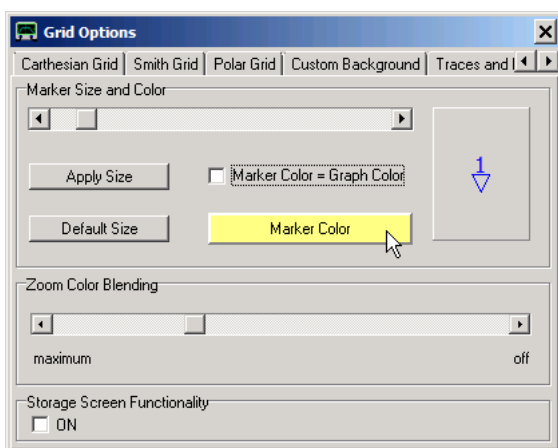 Grid Options
Carthesian Grid Smith Grid Polar Grid Custom Background Traces and
Marker Size and Color
Apply Size
Marker Color = Graph Color
1
Default Size
Marker Color
Zoom Color Blending
maximum off
Storage Screen Functionality
ON